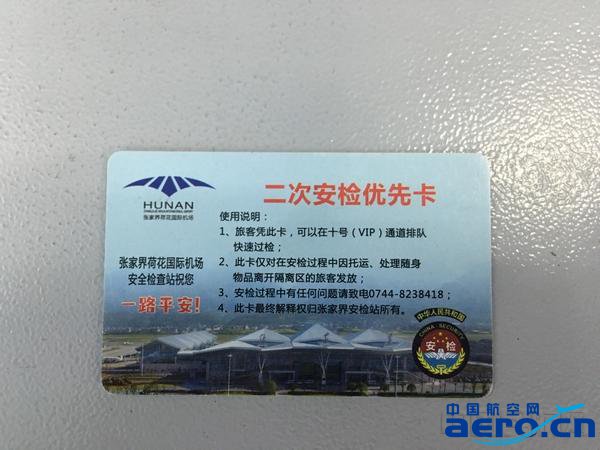 HUNAN
张家界荷花国际机场
二次安检优先卡
使用说明：
1、旅客凭此卡，可以在十号（VIP）通道排队
快速过检；
2、此卡仅对在安检过程中因托运、处理随身
物品离开隔离区的旅客发放；
3、安检过程中有任何问题请致电0744-8238418；
4、此卡最终解释权归张家界安检站所有。
张家界荷花国际机场
安全检查站祝您
一路平安!
中华人民共和国
CHINA · SECURITY
安 检
中国航空网
aero.cn